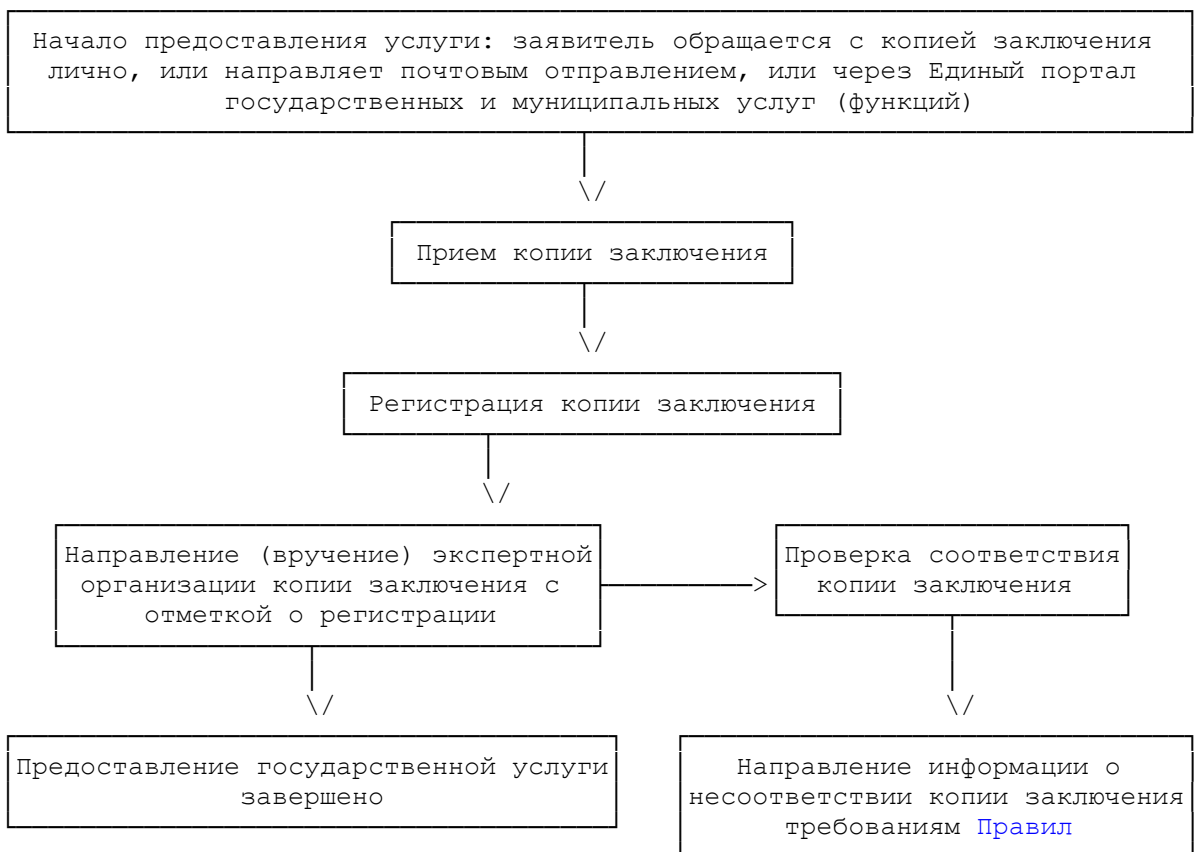 Начало предоставления услуги: заявитель обращается с копией заключения
лично, или направляет почтовым отправлением, или через Единый портал
государственных и муниципальных услуг (функций)
Прием копии заключения
Регистрация копии заключения
Направление (вручение) экспертной
организации копии заключения с
отметкой о регистрации
Проверка соответствия
копии заключения
Предоставление государственной услуги
завершено
Направление информации о
несоответствии копии заключения
требованиям Правил